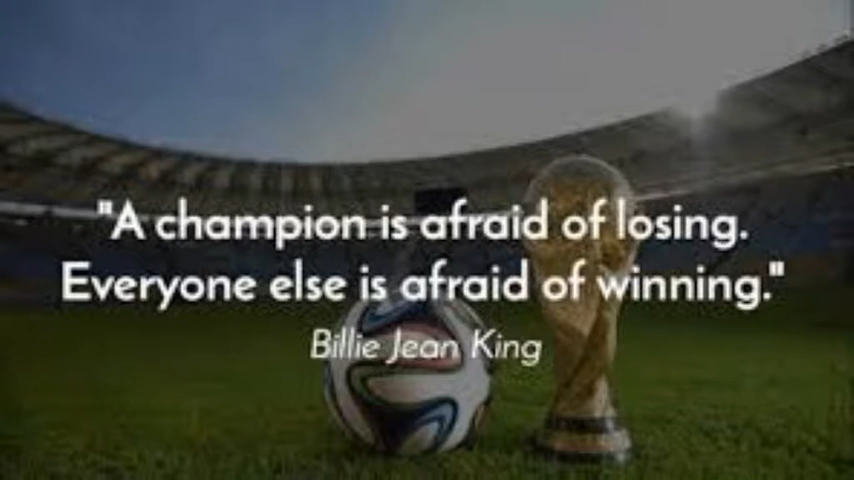 "A champion is afraid of losing.
Everyone else is afraid of winning."
Billie Jean King